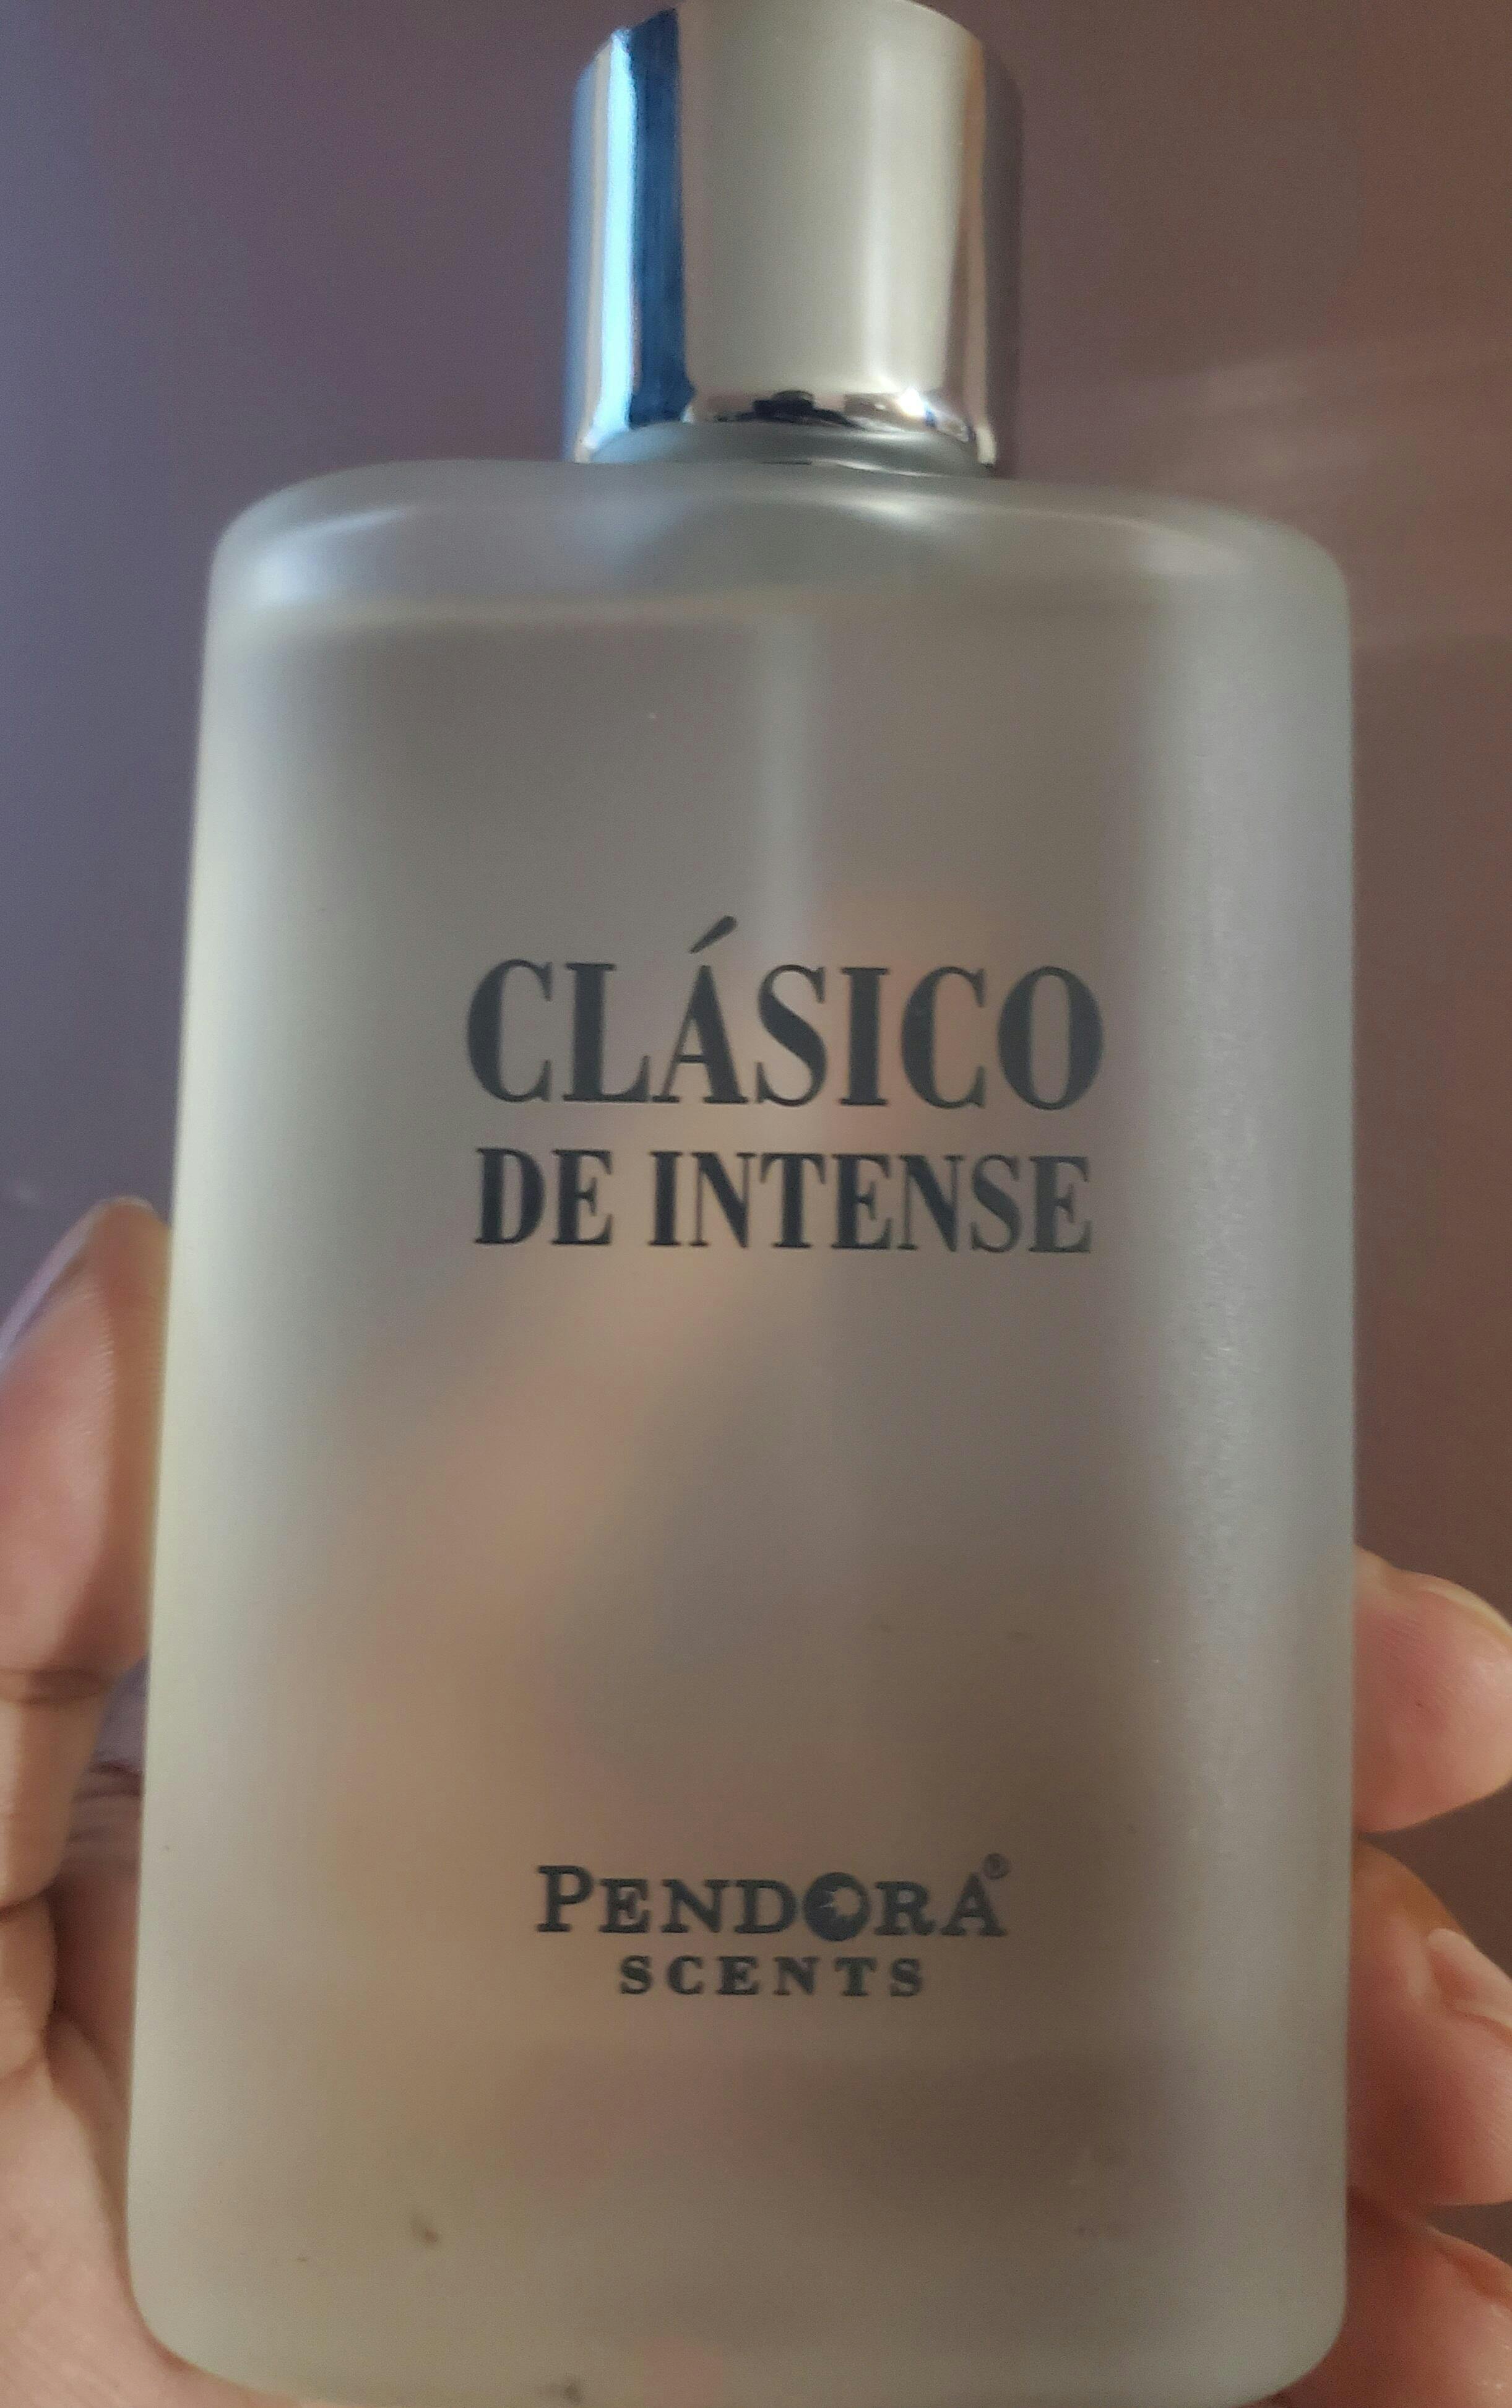 CLÁSICO
DE INTENSE
PENDORA®
SCENTS